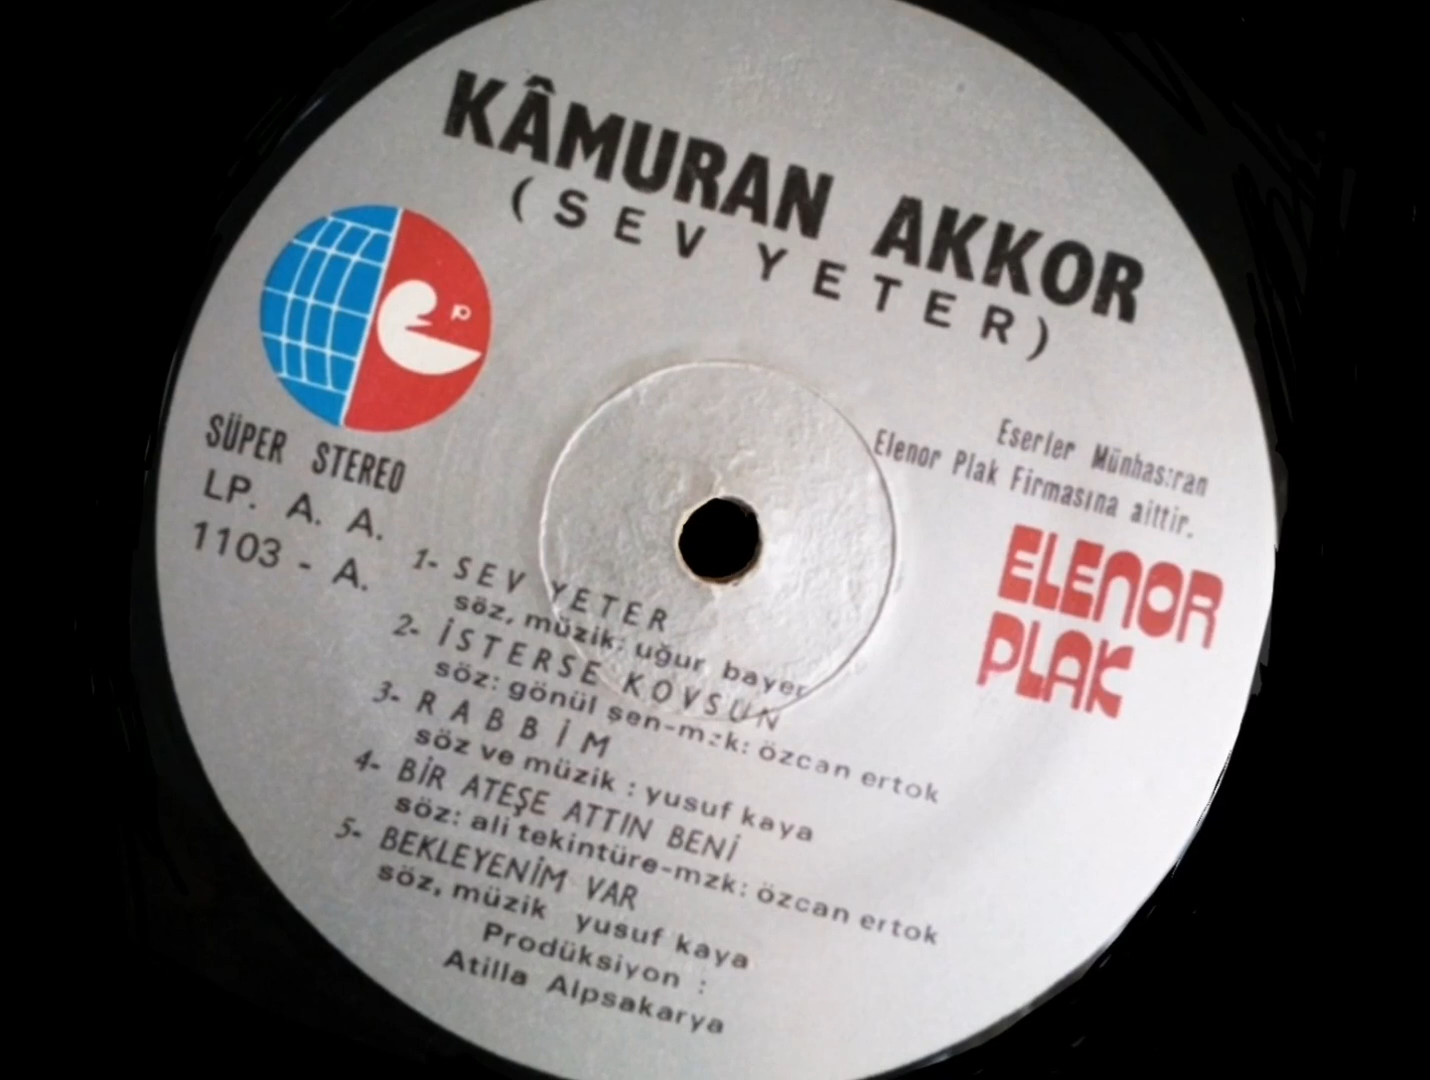 KÂMURAN AKKOR
(SEV YETER)
p
SÜPER STEREO
LP. A. A.
1103 - A.
Eserler Münhasıran
Elenor Plak Firmasına aittir.
ELENOR
PLAK
1- SEV YETER
söz, müzik: uğur bayer
2- İSTERSE KOVSUN
söz: gönül şen-mzk: özcan ertok
3- RABBİM
söz ve müzik : yusuf kaya
4- BİR ATEŞE ATTIN BENİ
söz: ali tekintüre-mzk: özcan ertok
5- BEKLEYENİM VAR
söz, müzik yusuf kaya
Prodüksiyon :
Atilla Alpsakarya